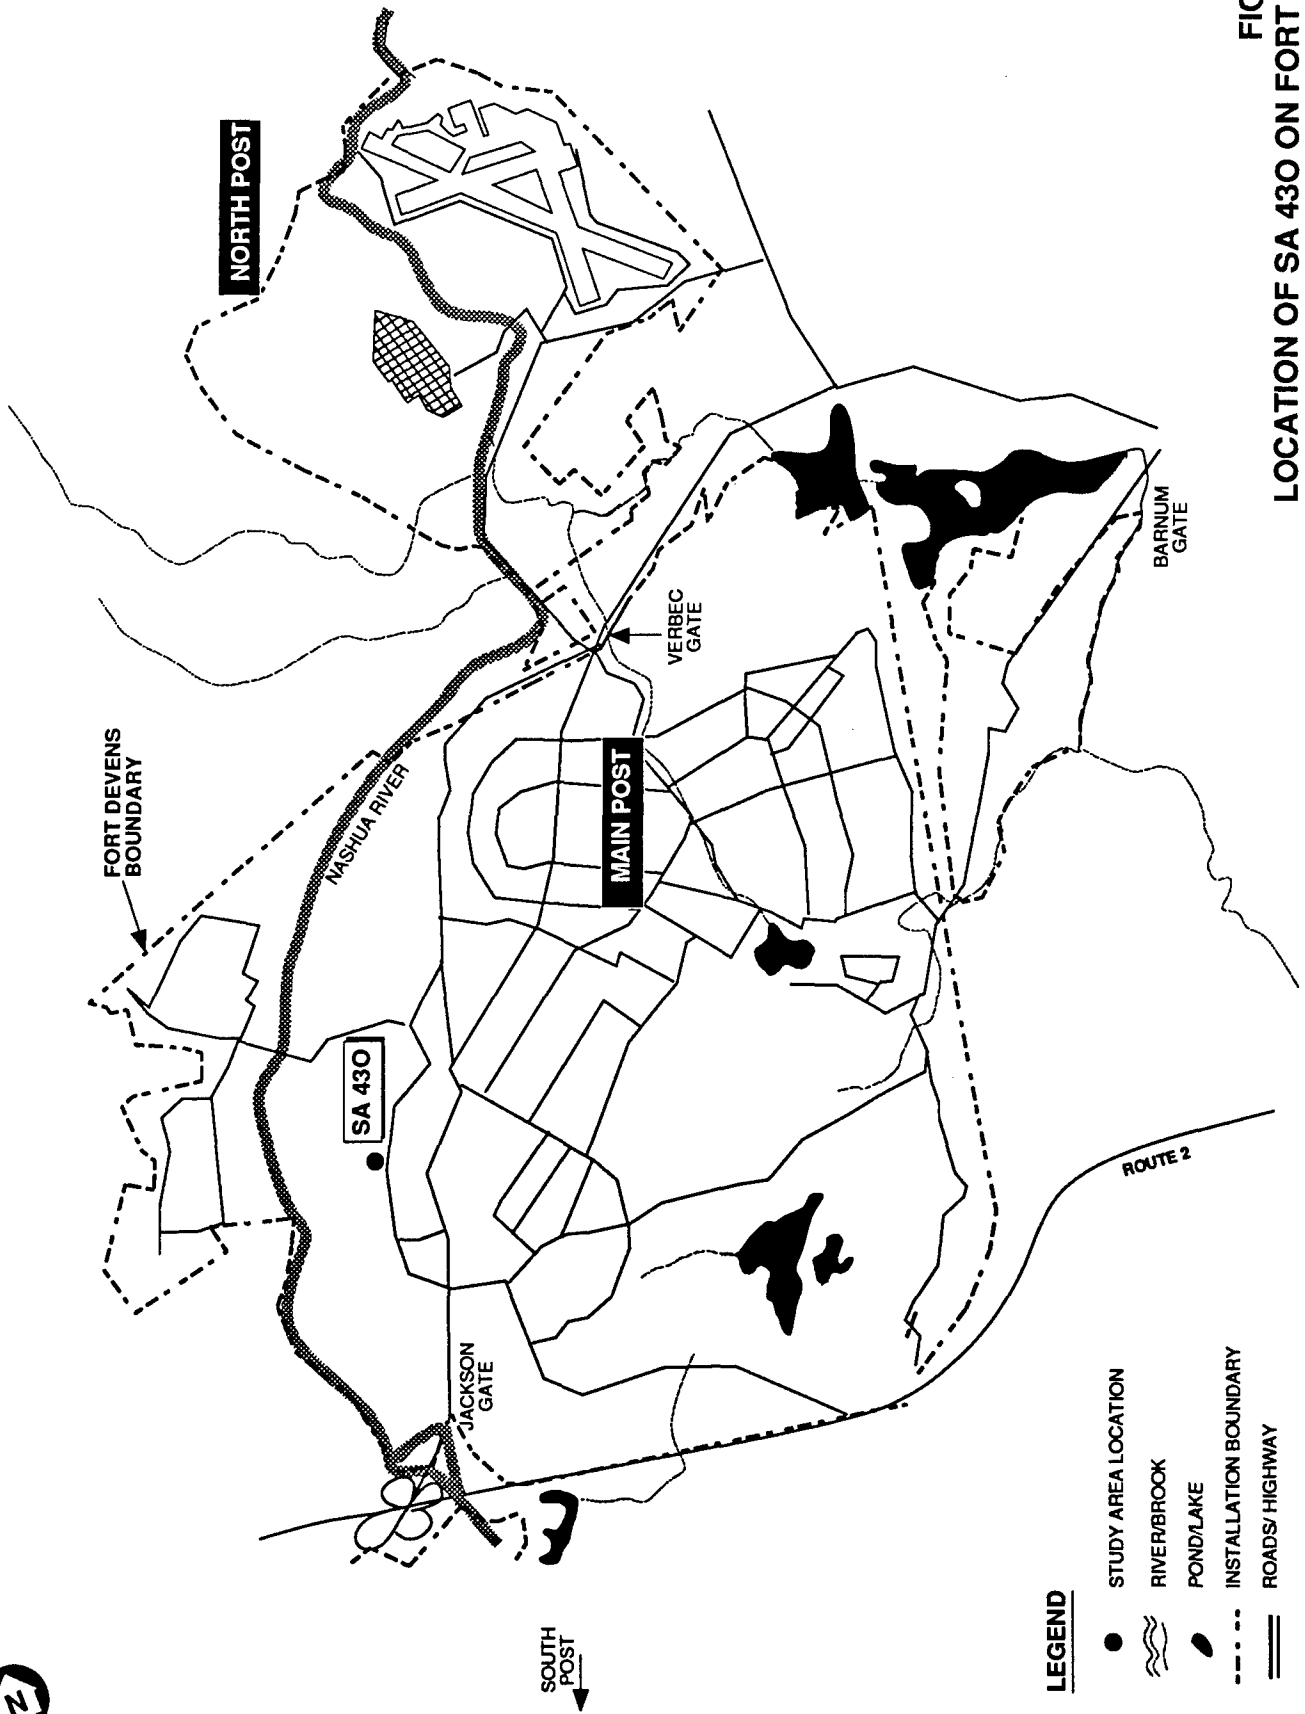 NORTH POST
FORT DEVENS
BOUNDARY
NASHUA RIVER
SA 43O
MAIN POST
VERBEC
GATE
BARNUM
GATE
JACKSON
GATE
ROUTE 2
SOUTH
POST
LEGEND
STUDY AREA LOCATION
RIVER/BROOK
POND/LAKE
INSTALLATION BOUNDARY
ROADS/ HIGHWAY
N
LOCATION OF SA 43O ON FORT